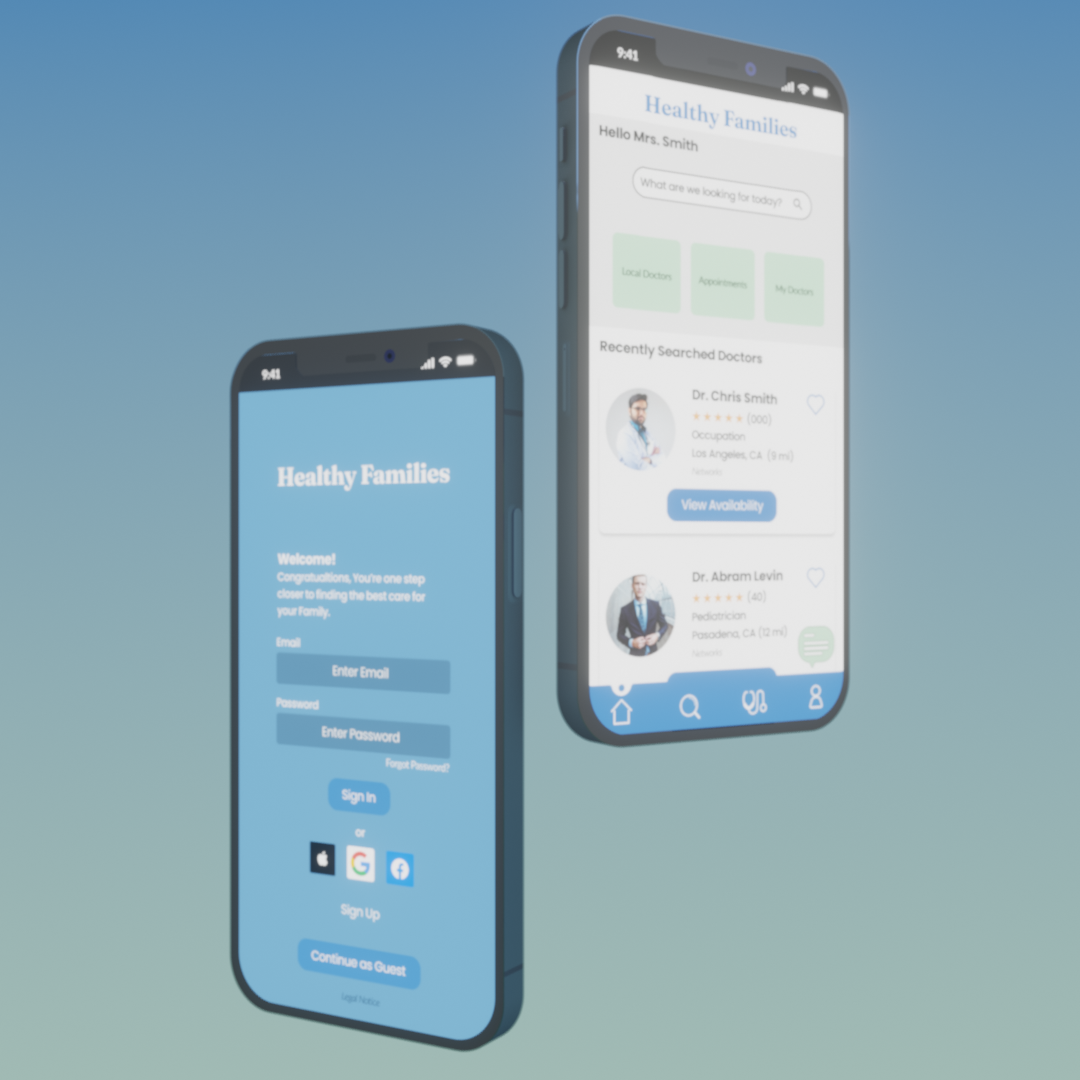 9:41
Healthy Families
Welcome!
Congratualtions, You're one step
closer to finding the best care for
your Family.
Email
Enter Email
Password
Enter Password
Forgot Password?
Sign In
or
Sign Up
Continue as Guest
Legal Notice
9:41
Healthy Families
Hello Mrs. Smith
What are we looking for today?
Local Doctors
Appointments
My Doctors
Recently Searched Doctors
Dr. Chris Smith
(000)
Occupation
Los Angeles, CA (9 mi)
Networks
View Availability
Dr. Abram Levin
(40)
Pediatrician
Pasadena, CA (12 mi)
Networks